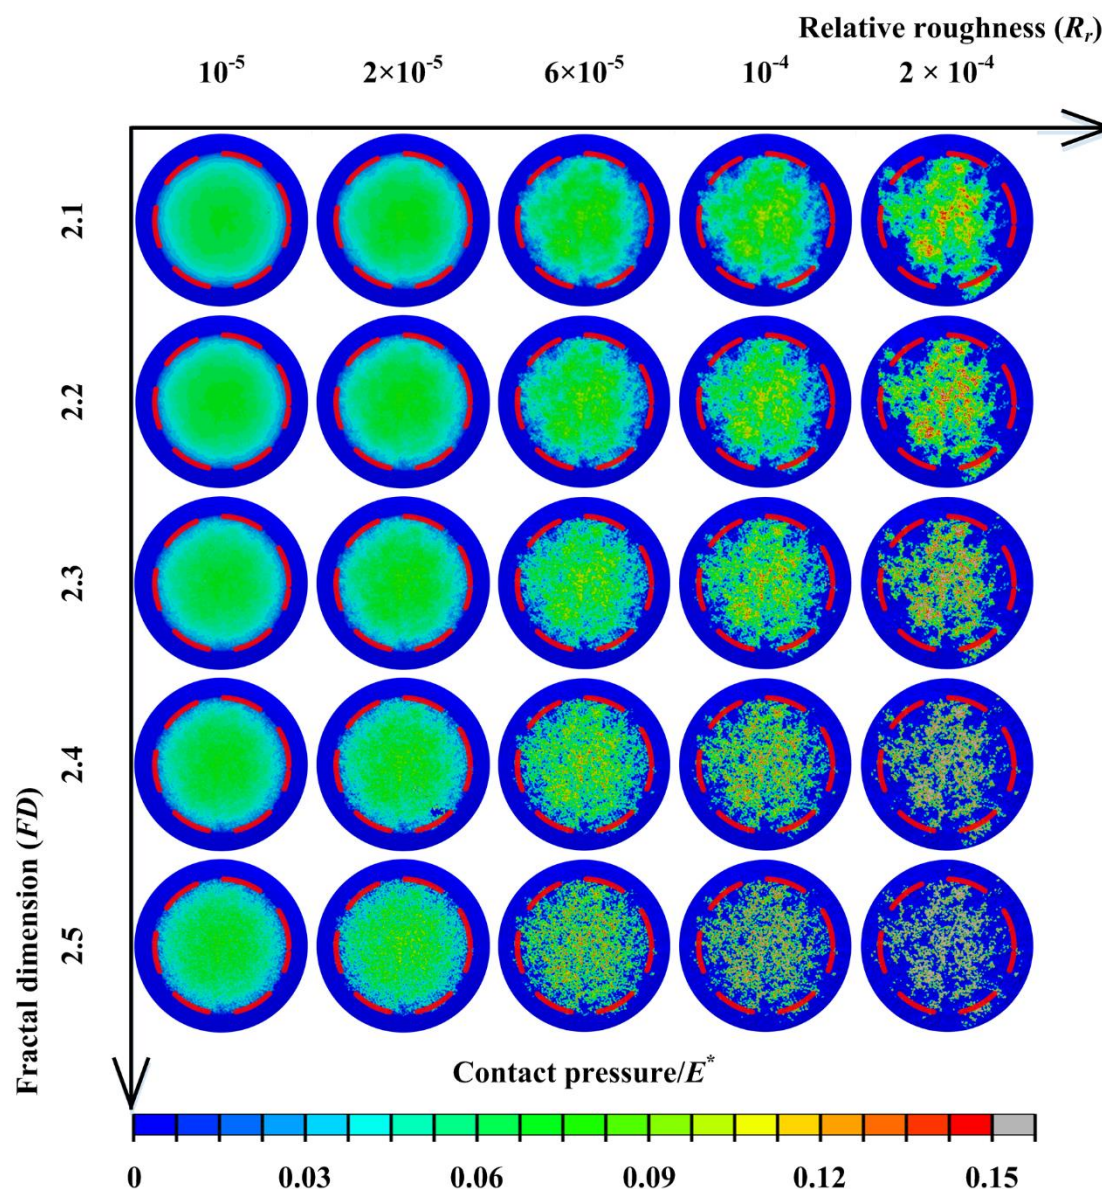 Relative roughness (Rr)
10-5 2×10-5 6×10-5 10-4 2 × 10-4
2.1
2.2
2.3
2.4
2.5
Fractal dimension (FD)
Contact pressure/E*
0 0.03 0.06 0.09 0.12 0.15